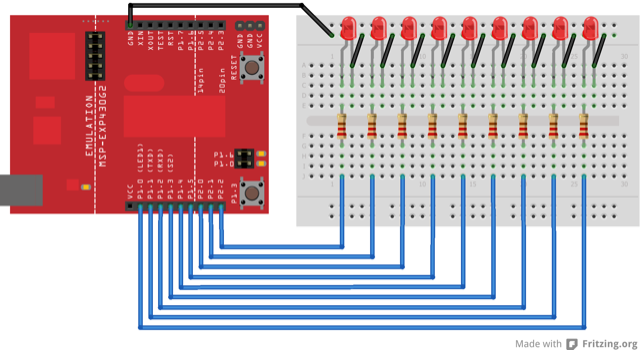 GND
XIN
XOUT
TEST
RST
P1.7
P1.6
P2.5
P2.4
P2.3
GND
GND
VCC
14pin
20pin
RESET
EMULATION
MSP-EXP430G2
P1.6
P1.0
P1.3
VCC
P1.0 (LED1)
P1.1 (TXD)
P1.2 (RXD)
P1.3 (S2)
P1.4
P1.5
P2.0
P2.1
P2.2
Made with Fritzing.org